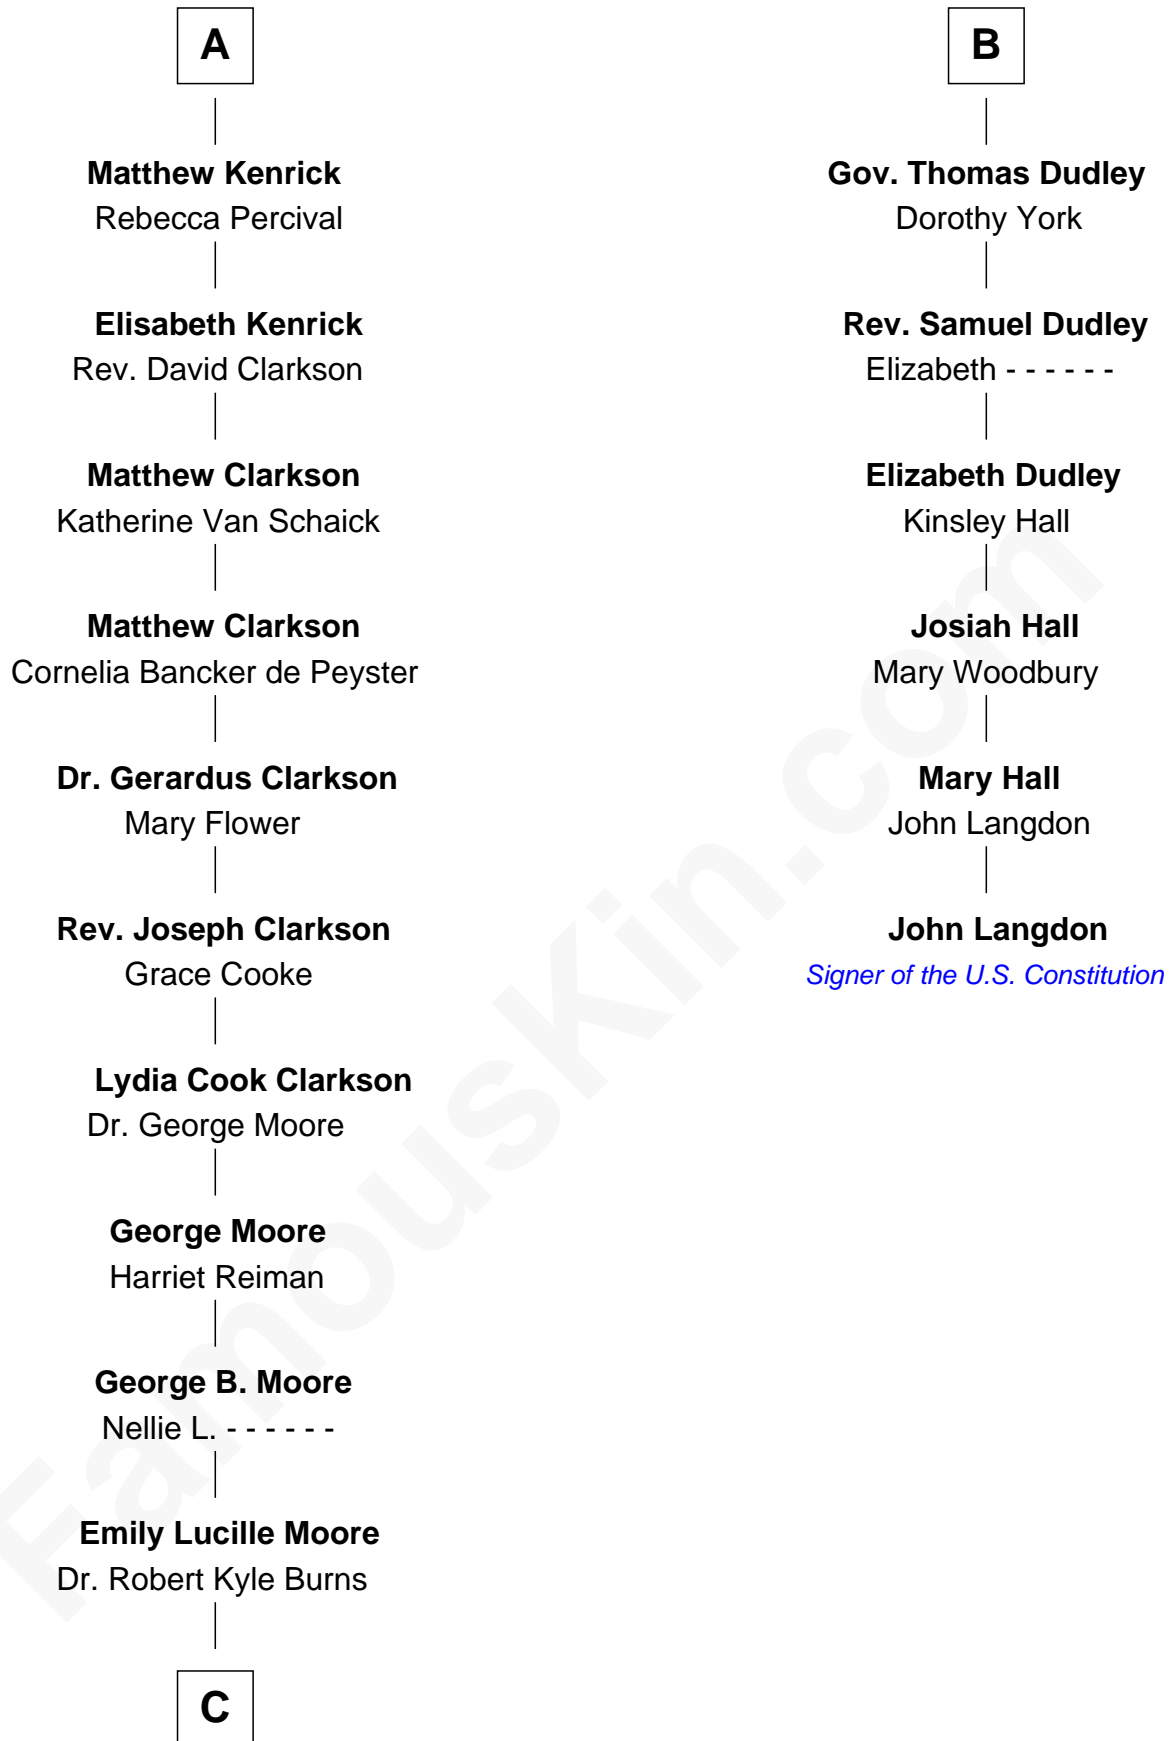 A
Matthew Kenrick
Rebecca Percival
Elisabeth Kenrick
Rev. David Clarkson
Matthew Clarkson
Katherine Van Schaick
Matthew Clarkson
Cornelia Bancker de Peyster
Dr. Gerardus Clarkson
Mary Flower
Rev. Joseph Clarkson
Grace Cooke
Lydia Cook Clarkson
Dr. George Moore
George Moore
Harriet Reiman
George B. Moore
Nellie L. - - - - - -
Emily Lucille Moore
Dr. Robert Kyle Burns
C
B
Gov. Thomas Dudley
Dorothy York
Rev. Samuel Dudley
Elizabeth - - - - - -
Elizabeth Dudley
Kinsley Hall
Josiah Hall
Mary Woodbury
Mary Hall
John Langdon
John Langdon
Signer of the U.S. Constitution
FamousKin.com